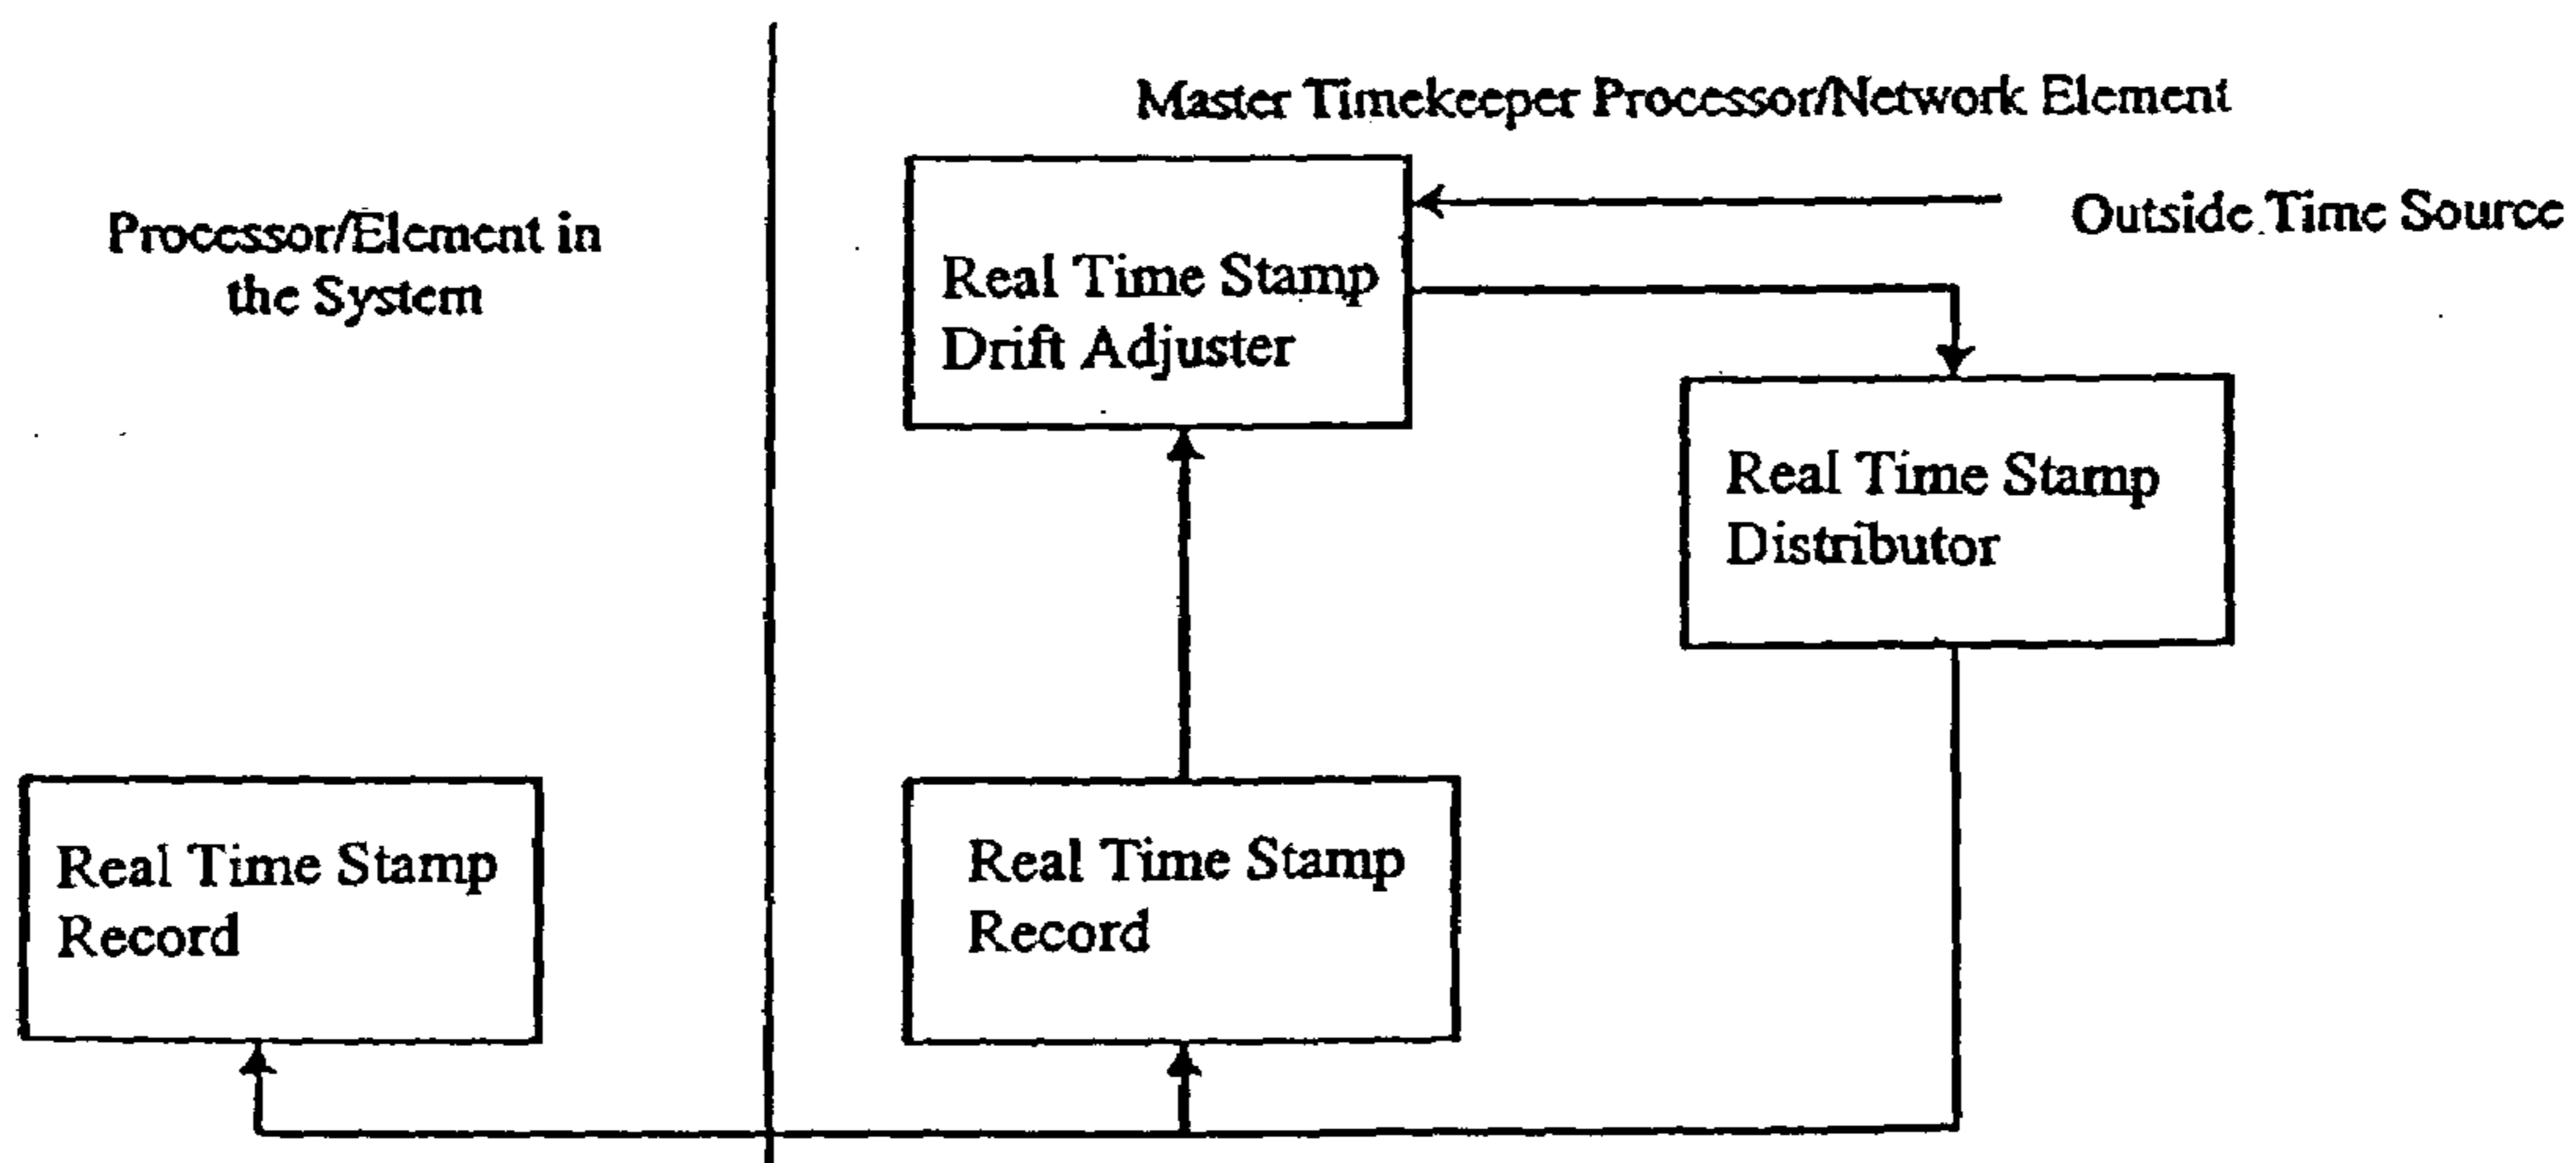 Master Timekeeper Processor/Network Element
Processor/Element in
the System
Outside Time Source
Real Time Stamp
Drift Adjuster
Real Time Stamp
Distributor
Real Time Stamp
Record
Real Time Stamp
Record